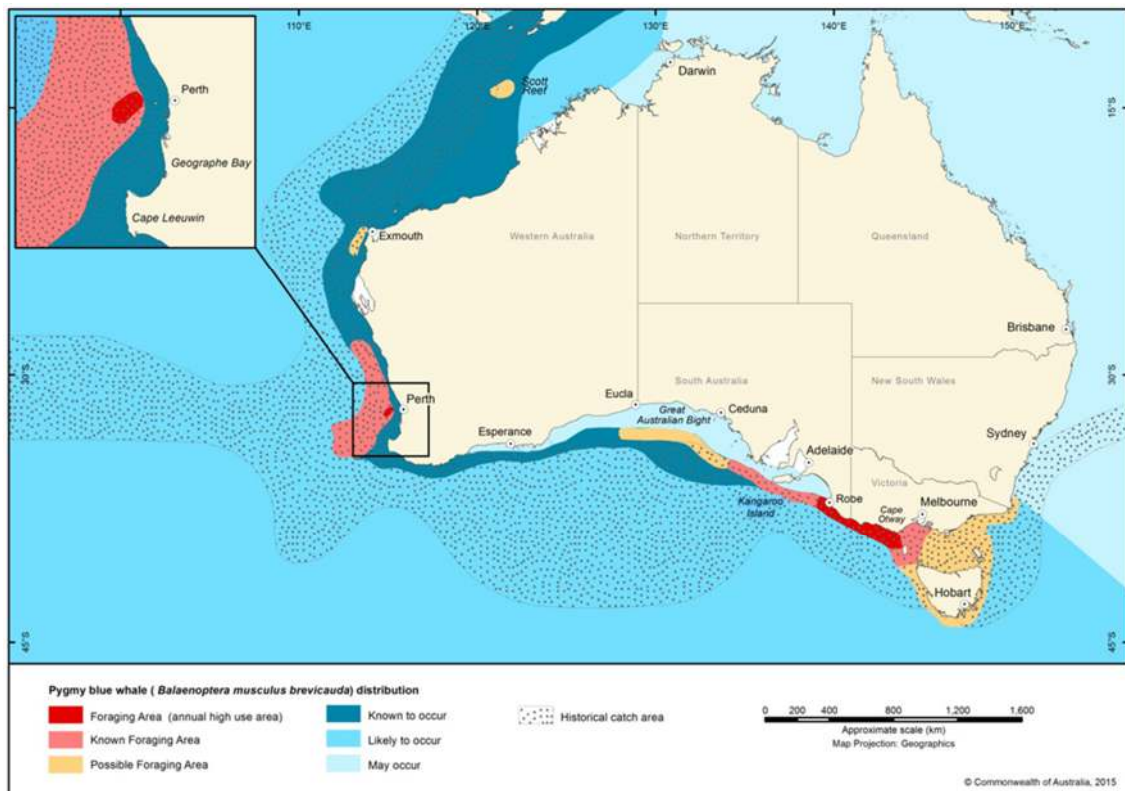 110°E
120°E
130°E
140°E
150°E
Perth
Geographe Bay
Cape Leeuwin
Scott
Reef
Darwin
15°S
15°S
Exmouth
Western Australia
Northern Territory
Queensland
Brisbane
30°S
30°S
South Australia
New South Wales
Eucla
Great
Australian Bight
Ceduna
Perth
Esperance
Sydney
Adelaide
Victoria
Kangaroo
Island
Robe
Cape
Otway
Melbourne
Hobart
45°S
45°S
Pygmy blue whale ( Balaenoptera musculus brevicauda) distribution
Foraging Area (annual high use area)
Known Foraging Area
Possible Foraging Area
Known to occur
Likely to occur
May occur
Historical catch area
0 200 400 800 1,200 1,600
Approximate scale (km)
Map Projection: Geographics
© Commonwealth of Australia, 2015